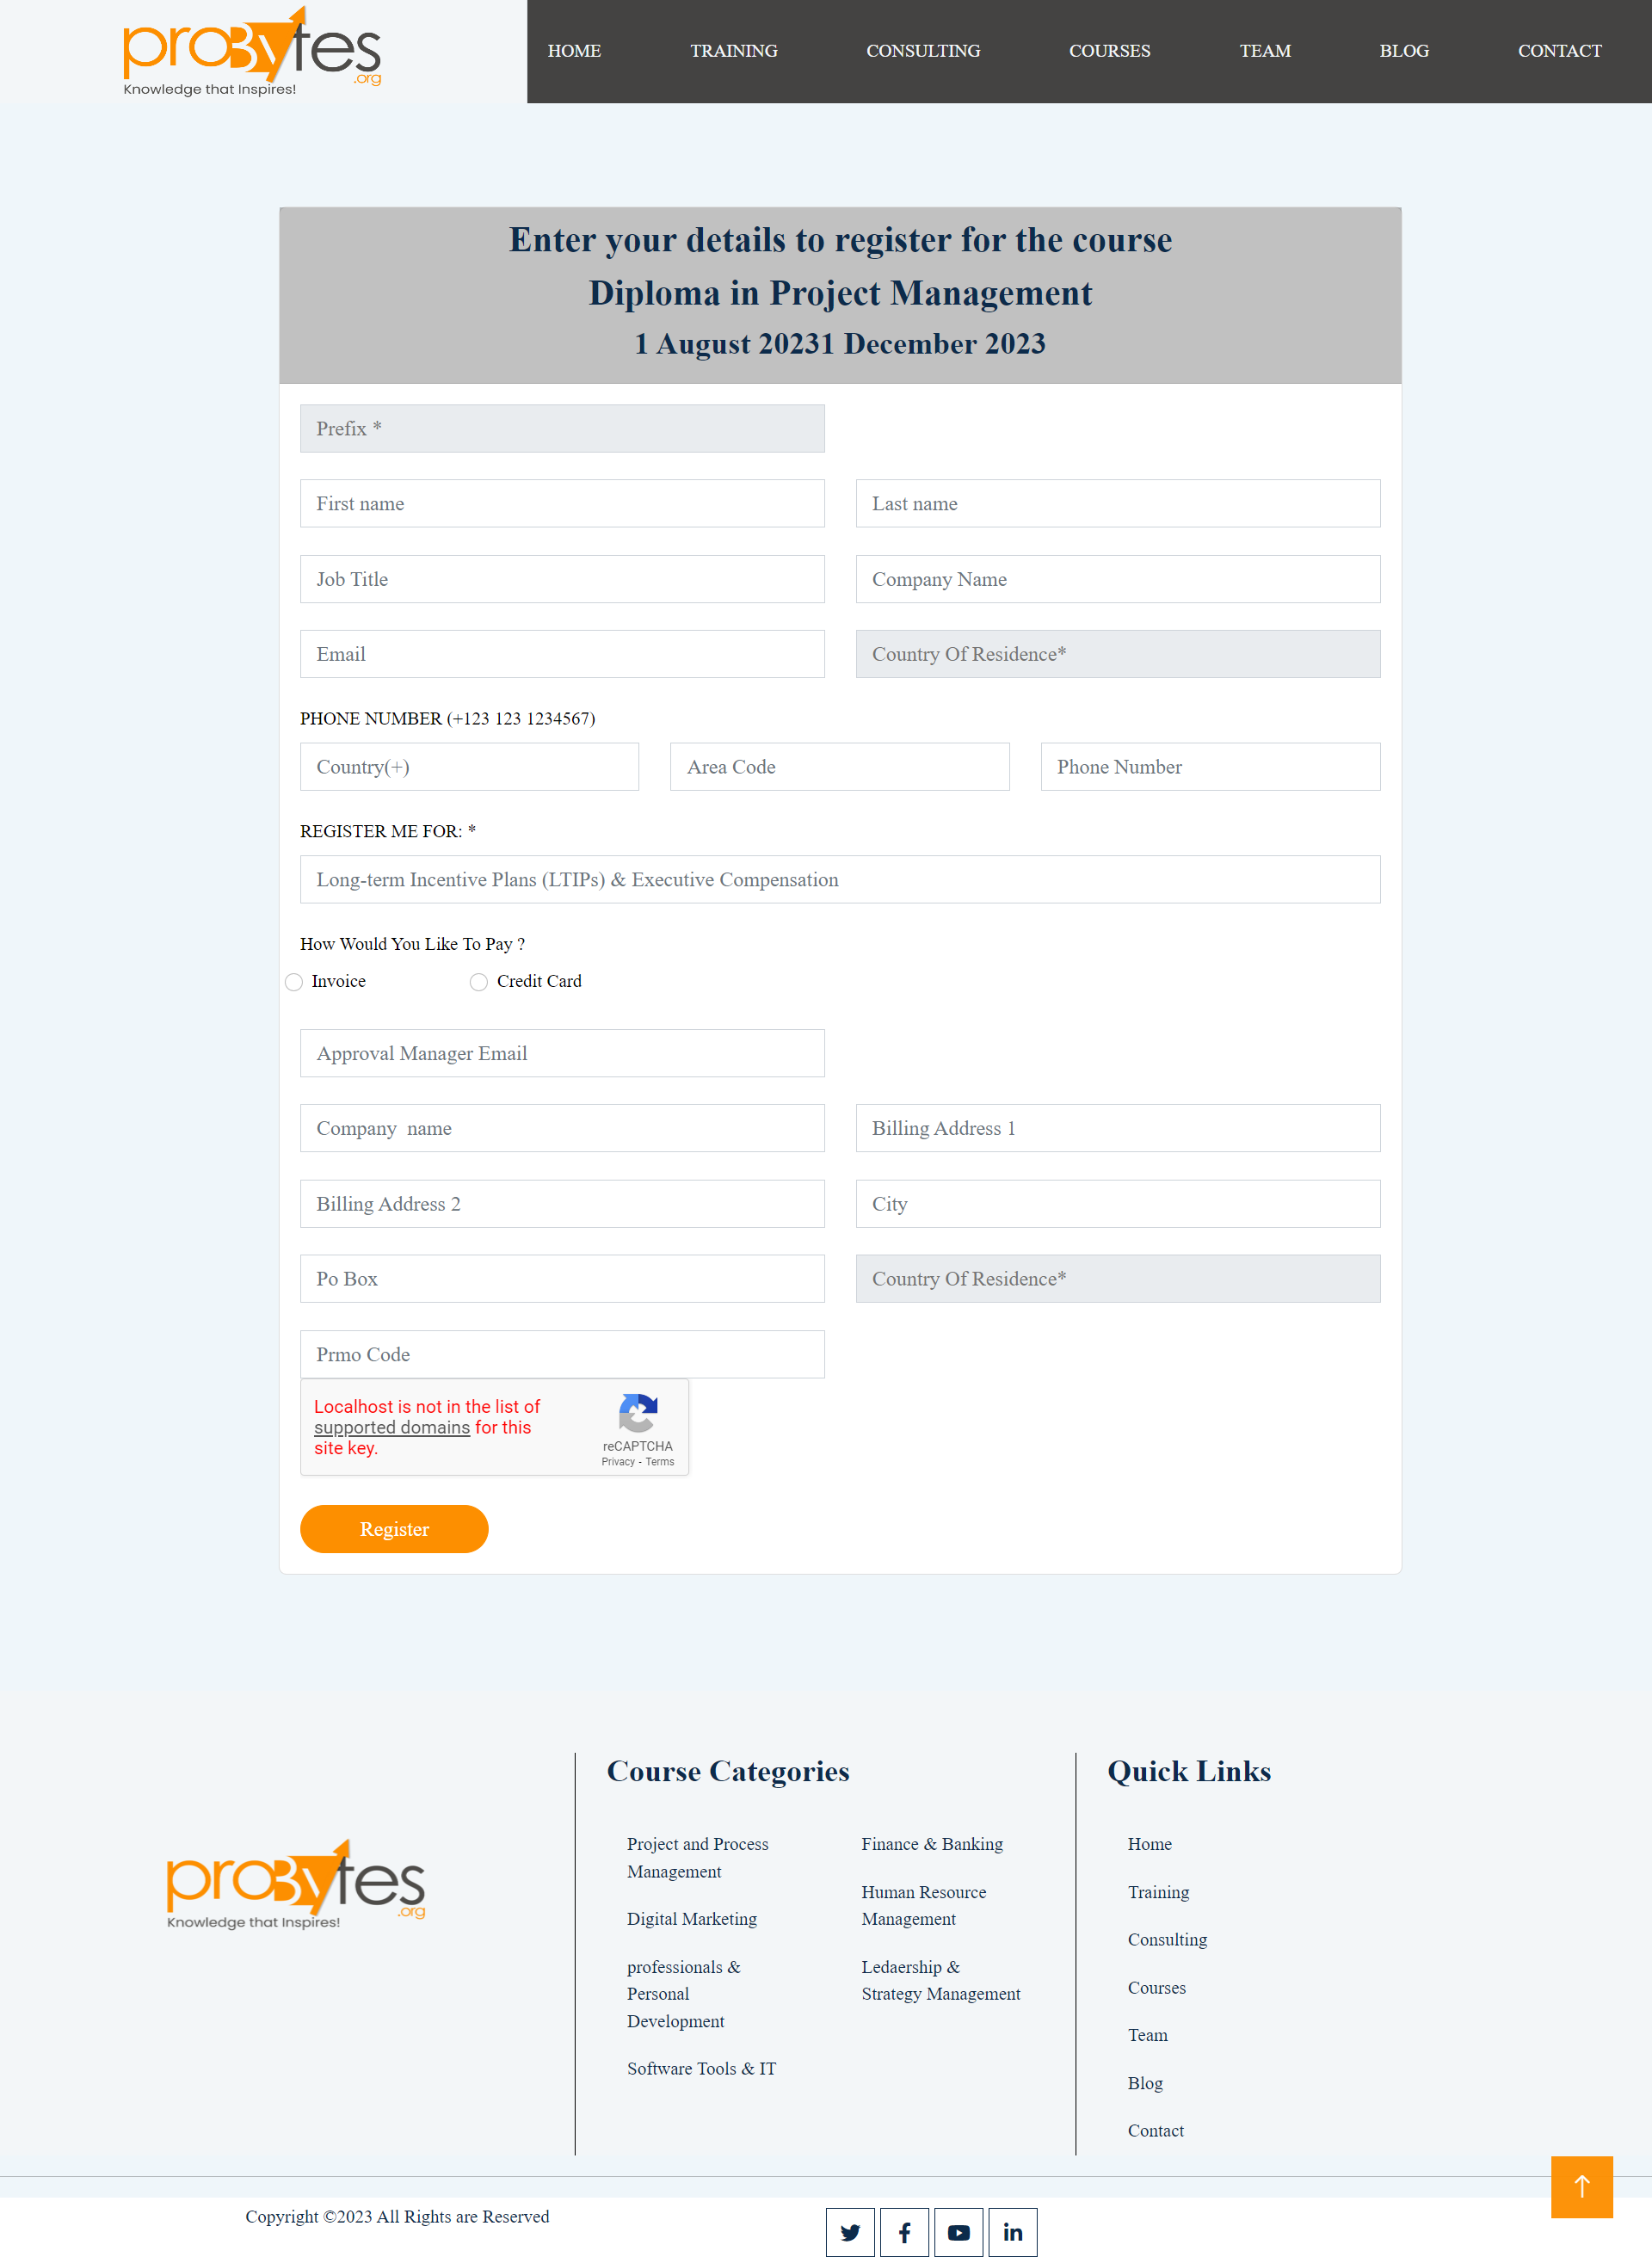 proBytes
.org
Knowledge that Inspires!
HOME TRAINING CONSULTING COURSES TEAM BLOG CONTACT
Enter your details to register for the course
Diploma in Project Management
1 August 20231 December 2023
Prefix *
First name Last name
Job Title Company Name
Email Country Of Residence*
PHONE NUMBER (+123 123 1234567)
Country(+) Area Code Phone Number
REGISTER ME FOR: *
Long-term Incentive Plans (LTIPs) & Executive Compensation
How Would You Like To Pay ?
Invoice Credit Card
Approval Manager Email
Company  name Billing Address 1
Billing Address 2 City
Po Box Country Of Residence*
Prmo Code
Localhost is not in the list of
supported domains for this
site key.
reCAPTCHA
Privacy - Terms
Register
proBytes
.org
Knowledge that Inspires!
Course Categories
Project and Process
Management
Digital Marketing
professionals &
Personal
Development
Software Tools & IT
Finance & Banking
Human Resource
Management
Ledaership &
Strategy Management
Quick Links
Home
Training
Consulting
Courses
Team
Blog
Contact
Copyright ©2023 All Rights are Reserved